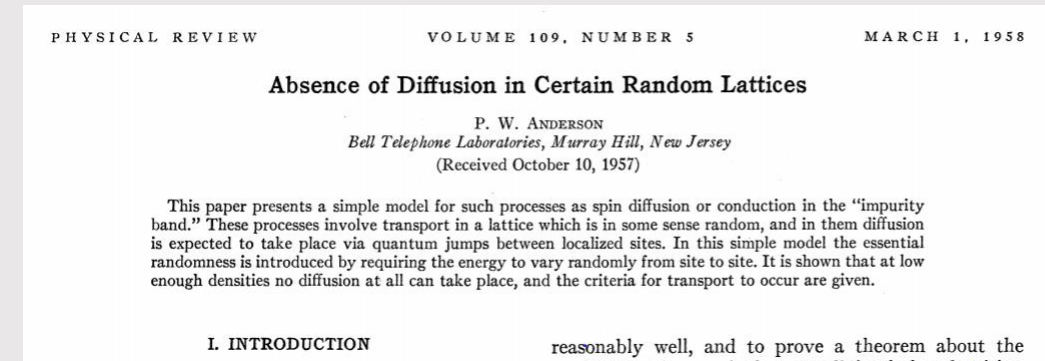 PHYSICAL REVIEW VOLUME 109, NUMBER 5 MARCH 1, 1958
Absence of Diffusion in Certain Random Lattices
P. W. ANDERSON
Bell Telephone Laboratories, Murray Hill, New Jersey
(Received October 10, 1957)
This paper presents a simple model for such processes as spin diffusion or conduction in the “impurity
band.” These processes involve transport in a lattice which is in some sense random, and in them diffusion
is expected to take place via quantum jumps between localized sites. In this simple model the essential
randomness is introduced by requiring the energy to vary randomly from site to site. It is shown that at low
enough densities no diffusion at all can take place, and the criteria for transport to occur are given.
I. INTRODUCTION
reasonably well, and to prove a theorem about the